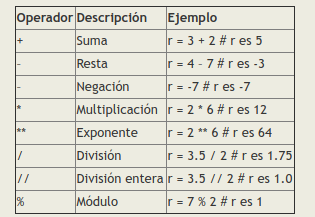 Operador Descripción Ejemplo
+ Suma r = 3 + 2 # r es 5
- Resta r = 4 - 7 # r es -3
- Negación r = -7 # r es -7
* Multiplicación r = 2 * 6 # r es 12
** Exponente r = 2 ** 6 # r es 64
/ División r = 3.5 / 2 # r es 1.75
// División entera r = 3.5 // 2 # r es 1.0
% Módulo r = 7 % 2 # r es 1